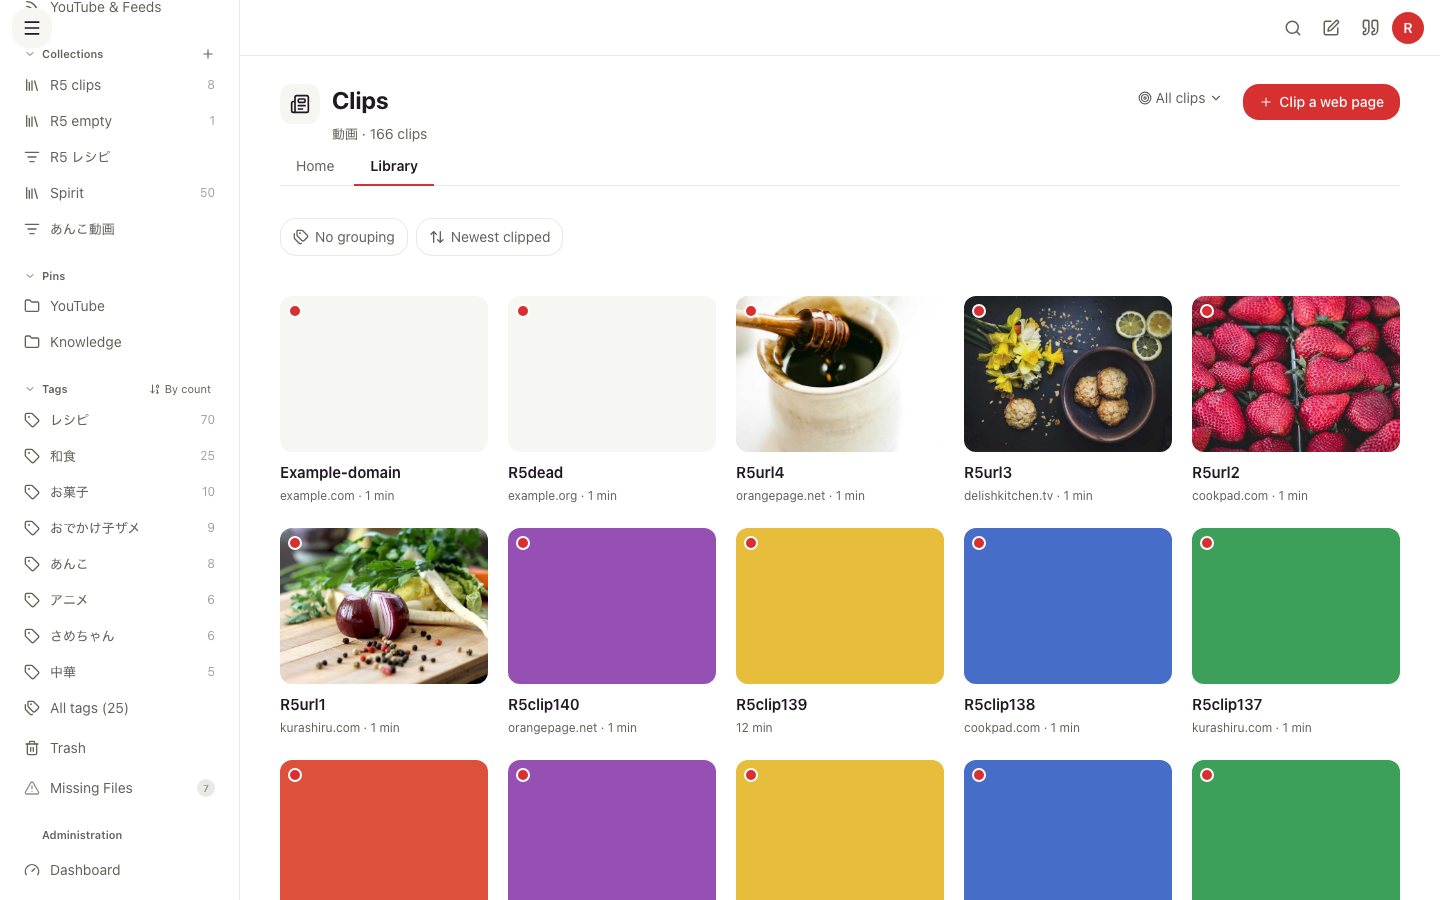 YouTube & Feeds
Collections
R5 clips 8
R5 empty 1
R5 レシピ
Spirit 50
あんこ動画
Pins
YouTube
Knowledge
Tags By count
レシピ 70
和食 25
お菓子 10
おでかけ子ザメ 9
あんこ 8
アニメ 6
さめちゃん 6
中華 5
All tags (25)
Trash
Missing Files 7
Administration
Dashboard
R
Clips
動画 · 166 clips
All clips
Clip a web page
Home Library
No grouping Newest clipped
Example-domain
example.com · 1 min
R5dead
example.org · 1 min
R5url4
orangepage.net · 1 min
R5url3
delishkitchen.tv · 1 min
R5url2
cookpad.com · 1 min
R5url1
kurashiru.com · 1 min
R5clip140
orangepage.net · 1 min
R5clip139
12 min
R5clip138
cookpad.com · 1 min
R5clip137
kurashiru.com · 1 min